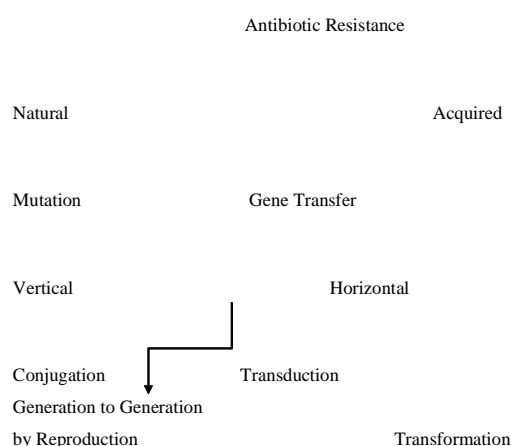 Antibiotic Resistance
Natural Acquired
Mutation Gene Transfer
Vertical Horizontal
Conjugation Transduction
Generation to Generation
by Reproduction Transformation